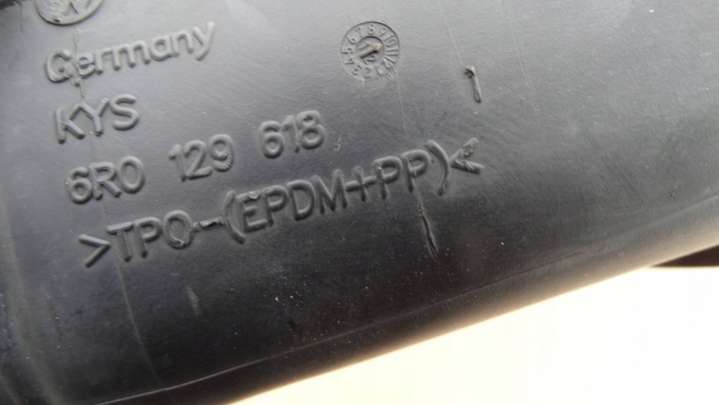 Germany
KYS
6R0 129 618
>TPO-(EPDM+PP)<